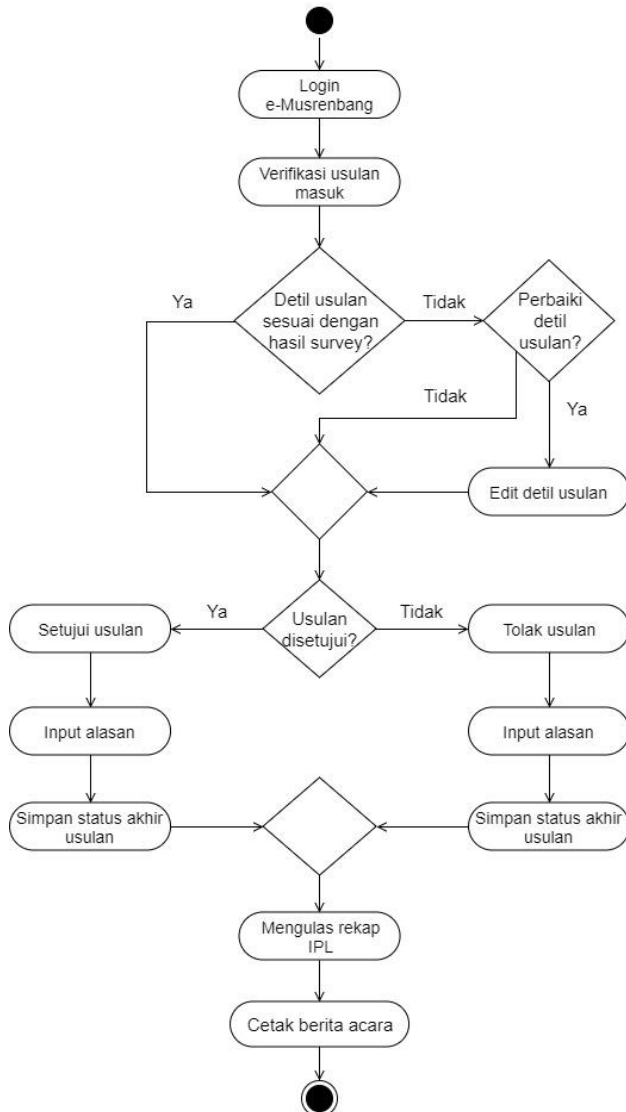 Login
e-Musrenbang
Verifikasi usulan
masuk
Ya
Detil usulan
sesuai dengan
hasil survey?
Tidak
Perbaiki
detil
usulan?
Tidak
Ya
Edit detil usulan
Setujui usulan
Ya
Usulan
disetujui?
Tidak
Tolak usulan
Input alasan
Input alasan
Simpan status akhir
usulan
Simpan status akhir
usulan
Mengulas rekap
IPL
Cetak berita acara